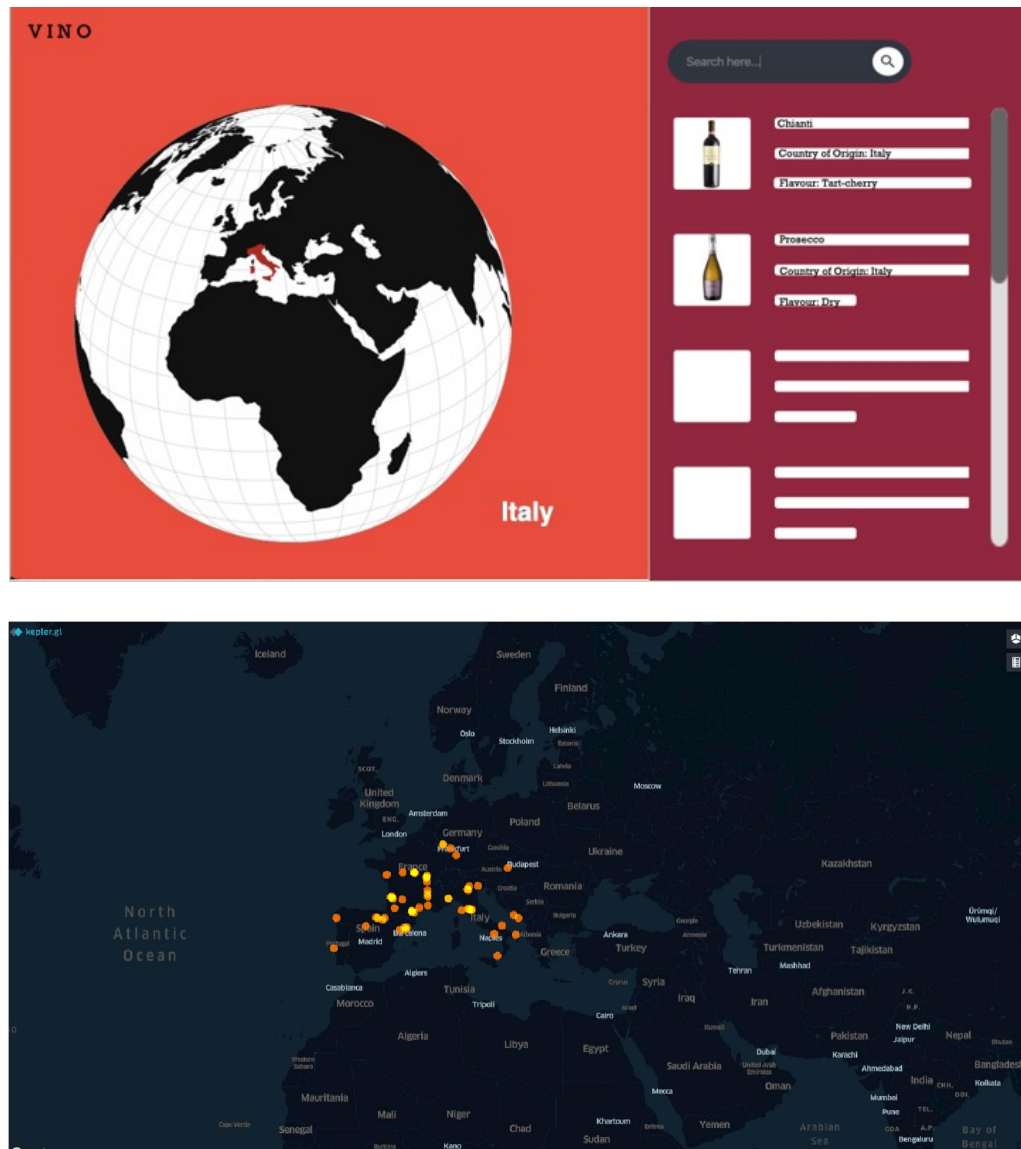 VINO
Search here...
Chianti
Country of Origin: Italy
Flavour: Tart-cherry
Prosecco
Country of Origin: Italy
Flavour: Dry
Italy
kepler.gl
Iceland
Sweden
Finland
Norway
Oslo
Helsinki
Stockholm
Estonia
Latvia
SCOT.
Denmark
Lithuania
Moscow
United
Kingdom
Belarus
Amsterdam
ENG.
Poland
London
Germany
Frankfurt
Czechia
Ukraine
France
Austria
Budapest
Kazakhstan
Croatia
Romania
Serbia
North
Atlantic
Ocean
Italy
Bulgaria
Ürümqi/
Wulumuqi
Spain
Barcelona
Georgia
Uzbekistan
Kyrgyzstan
Portugal
Madrid
Naples
Albania
Ankara
Armenia
Greece
Turkey
Turkmenistan
Tajikistan
Mashhad
Algiers
Tehran
Cyprus
Syria
Casablanca
Tunisia
Afghanistan
J.K.
Morocco
Tripoli
Iraq
Iran
H.P.
Israel
Cairo
Algeria
Kuwait
New Delhi
Pakistan
Jaipur
Nepal
Libya
Egypt
Dubai
Karachi
Bhutan
Western
Sahara
Saudi Arabia
United Arab
Emirates
Ahmedabad
Bangladesh
Oman
India
CHH.
Kolkata
Mecca
ODI.
Mauritania
Mumbai
Pune
TEL.
Mali
Niger
Cape Verde
Khartoum
Eritrea
Yemen
Arabian
Sea
GOA
A.P.
Bay of
Bengal
Senegal
Chad
Sudan
Bengaluru
Burkina
Kano